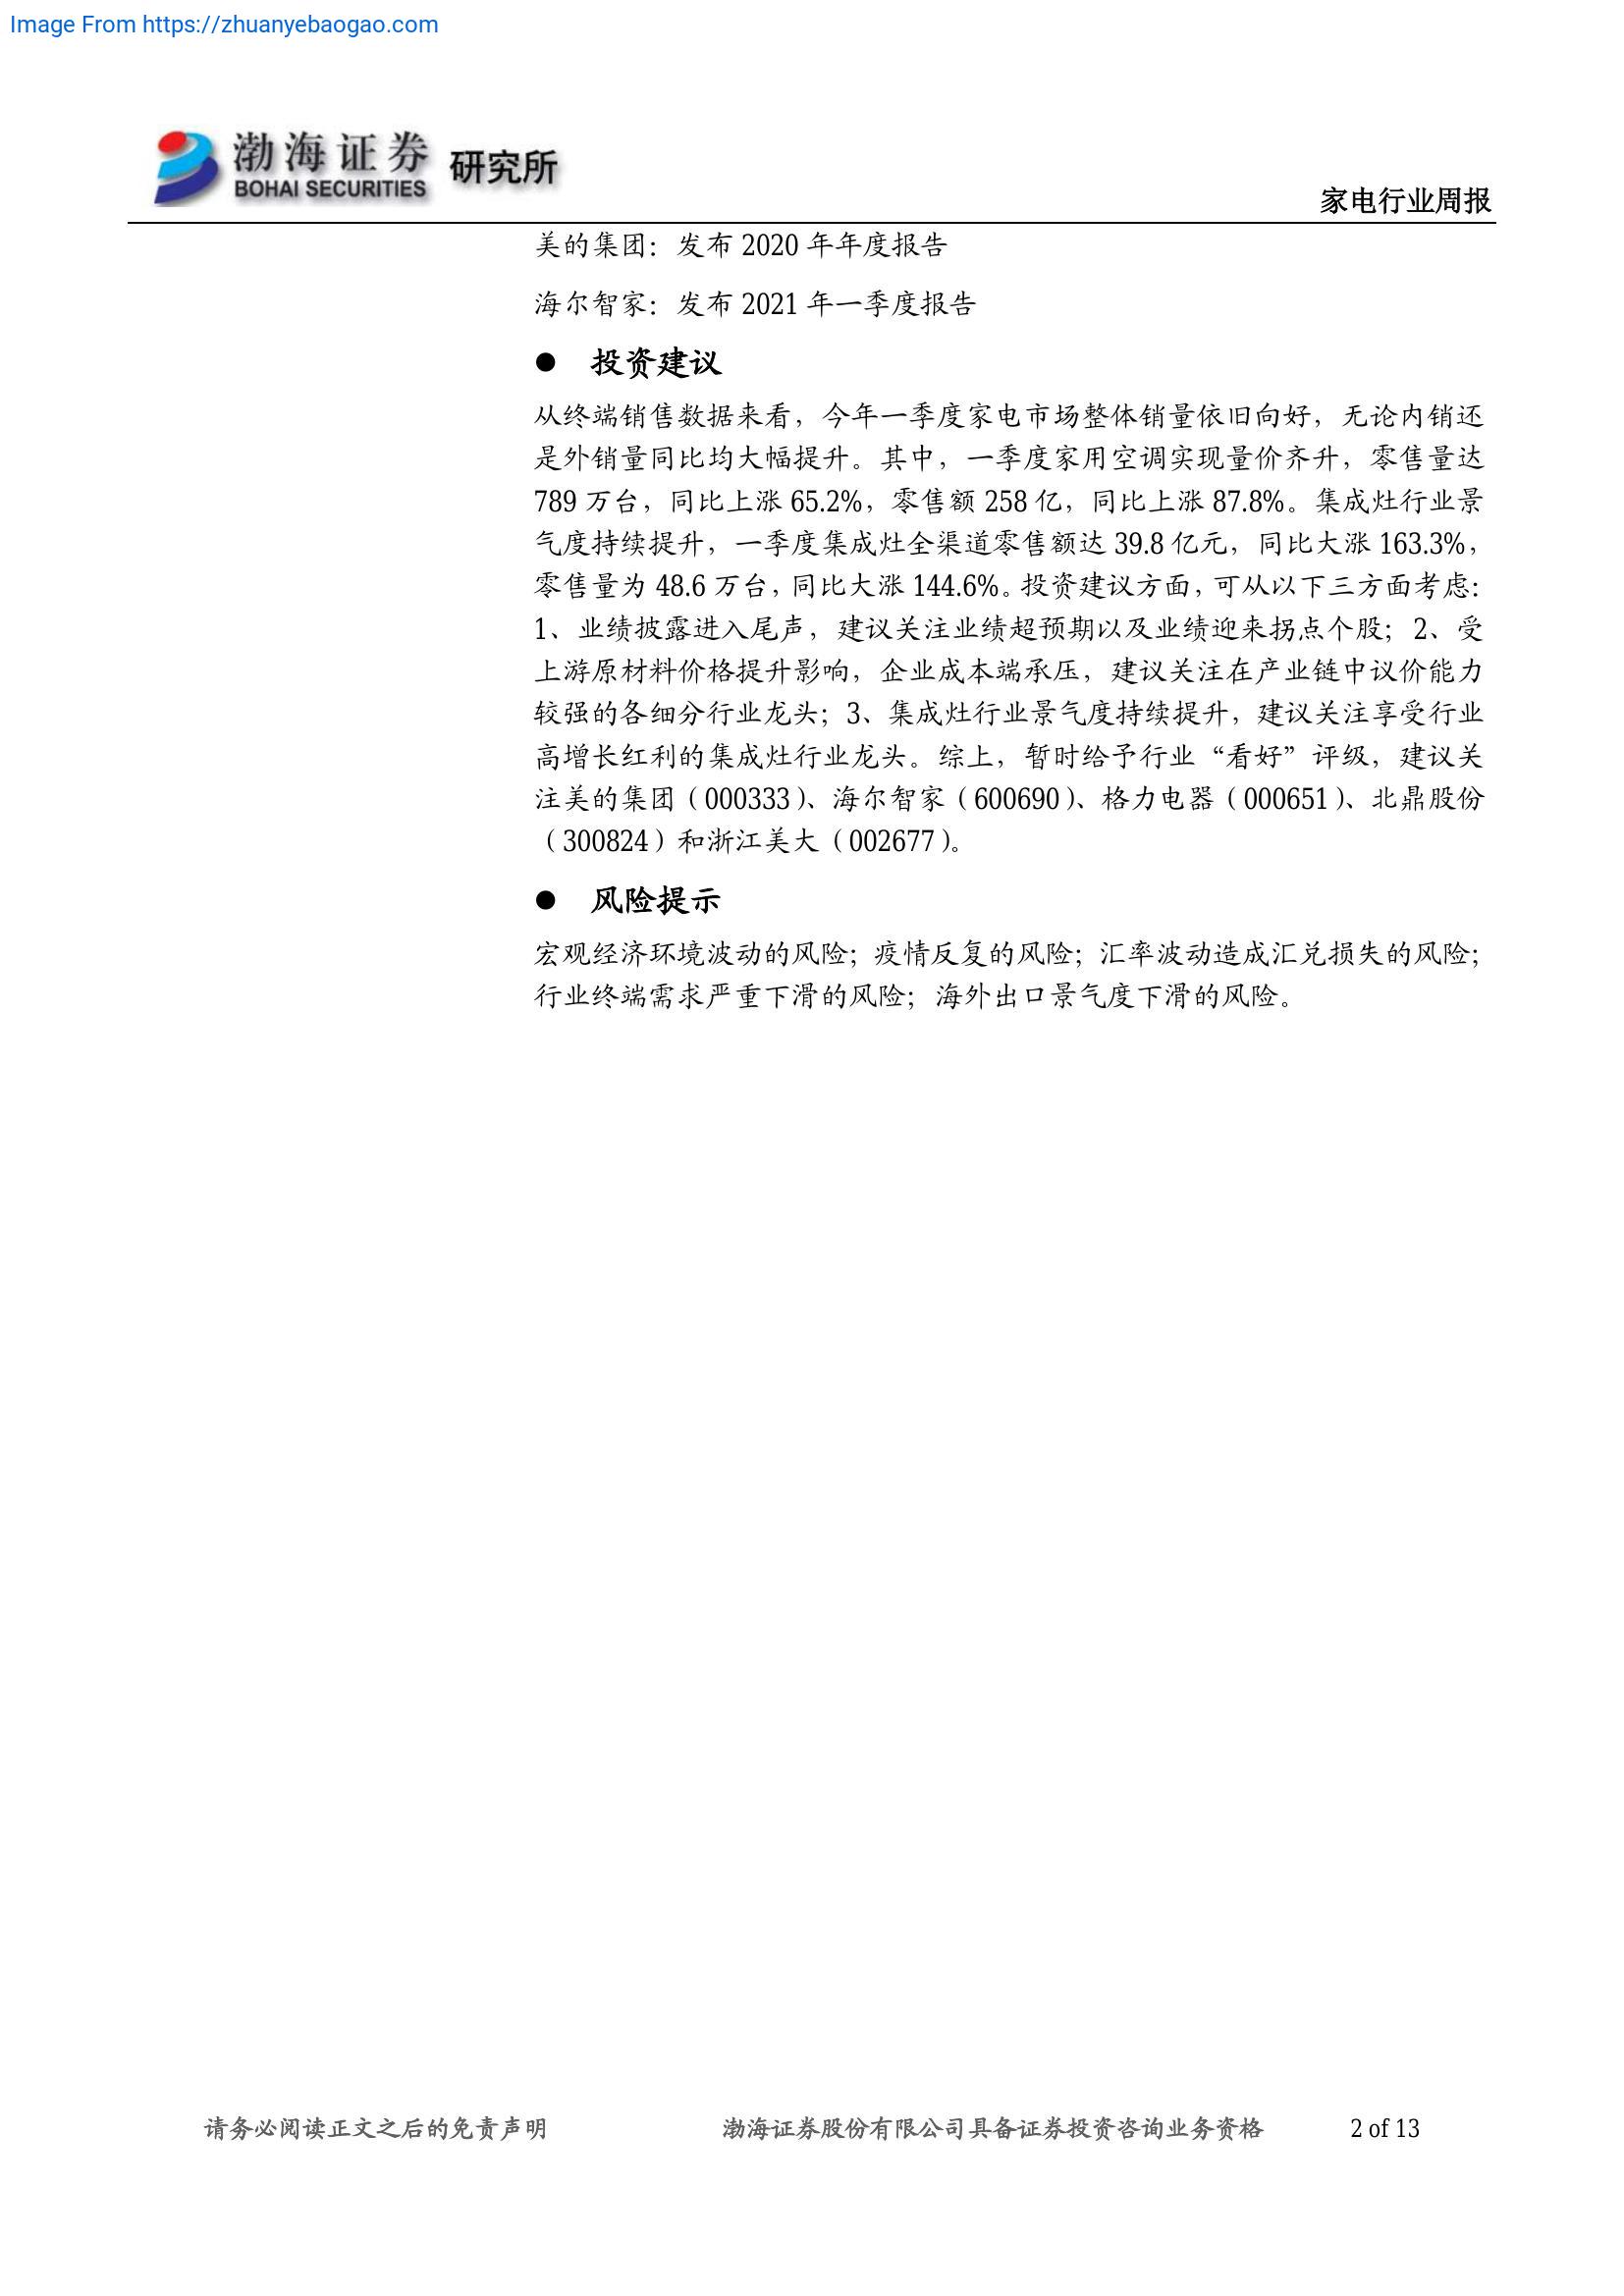 Image From https://zhuanyebaogao.com
渤海证券 研究所
BOHAI SECURITIES
家电行业周报
美的集团：发布 2020 年年度报告
海尔智家：发布 2021 年一季度报告
● 投资建议
从终端销售数据来看，今年一季度家电市场整体销量依旧向好，无论内销还
是外销量同比均大幅提升。其中，一季度家用空调实现量价齐升，零售量达
789 万台，同比上涨 65.2%，零售额 258 亿，同比上涨 87.8%。集成灶行业景
气度持续提升，一季度集成灶全渠道零售额达 39.8 亿元，同比大涨 163.3%，
零售量为 48.6 万台，同比大涨 144.6%。投资建议方面，可从以下三方面考虑：
1、业绩披露进入尾声，建议关注业绩超预期以及业绩迎来拐点个股；2、受
上游原材料价格提升影响，企业成本端承压，建议关注在产业链中议价能力
较强的各细分行业龙头；3、集成灶行业景气度持续提升，建议关注享受行业
高增长红利的集成灶行业龙头。综上，暂时给予行业“看好”评级，建议关
注美的集团（000333）、海尔智家（600690）、格力电器（000651）、北鼎股份
（300824）和浙江美大（002677）。
● 风险提示
宏观经济环境波动的风险；疫情反复的风险；汇率波动造成汇兑损失的风险；
行业终端需求严重下滑的风险；海外出口景气度下滑的风险。
请务必阅读正文之后的免责声明 渤海证券股份有限公司具备证券投资咨询业务资格 2 of 13